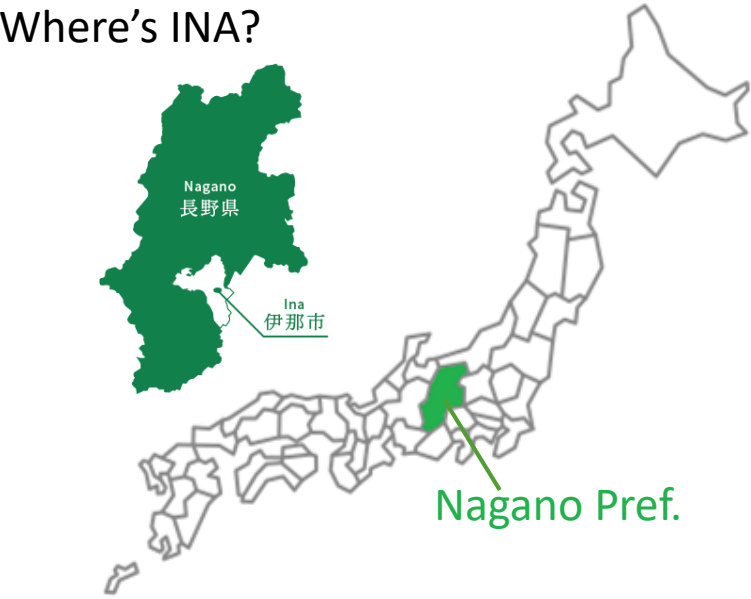 Where's INA?
Nagano
長野県
Ina
伊那市
Nagano Pref.